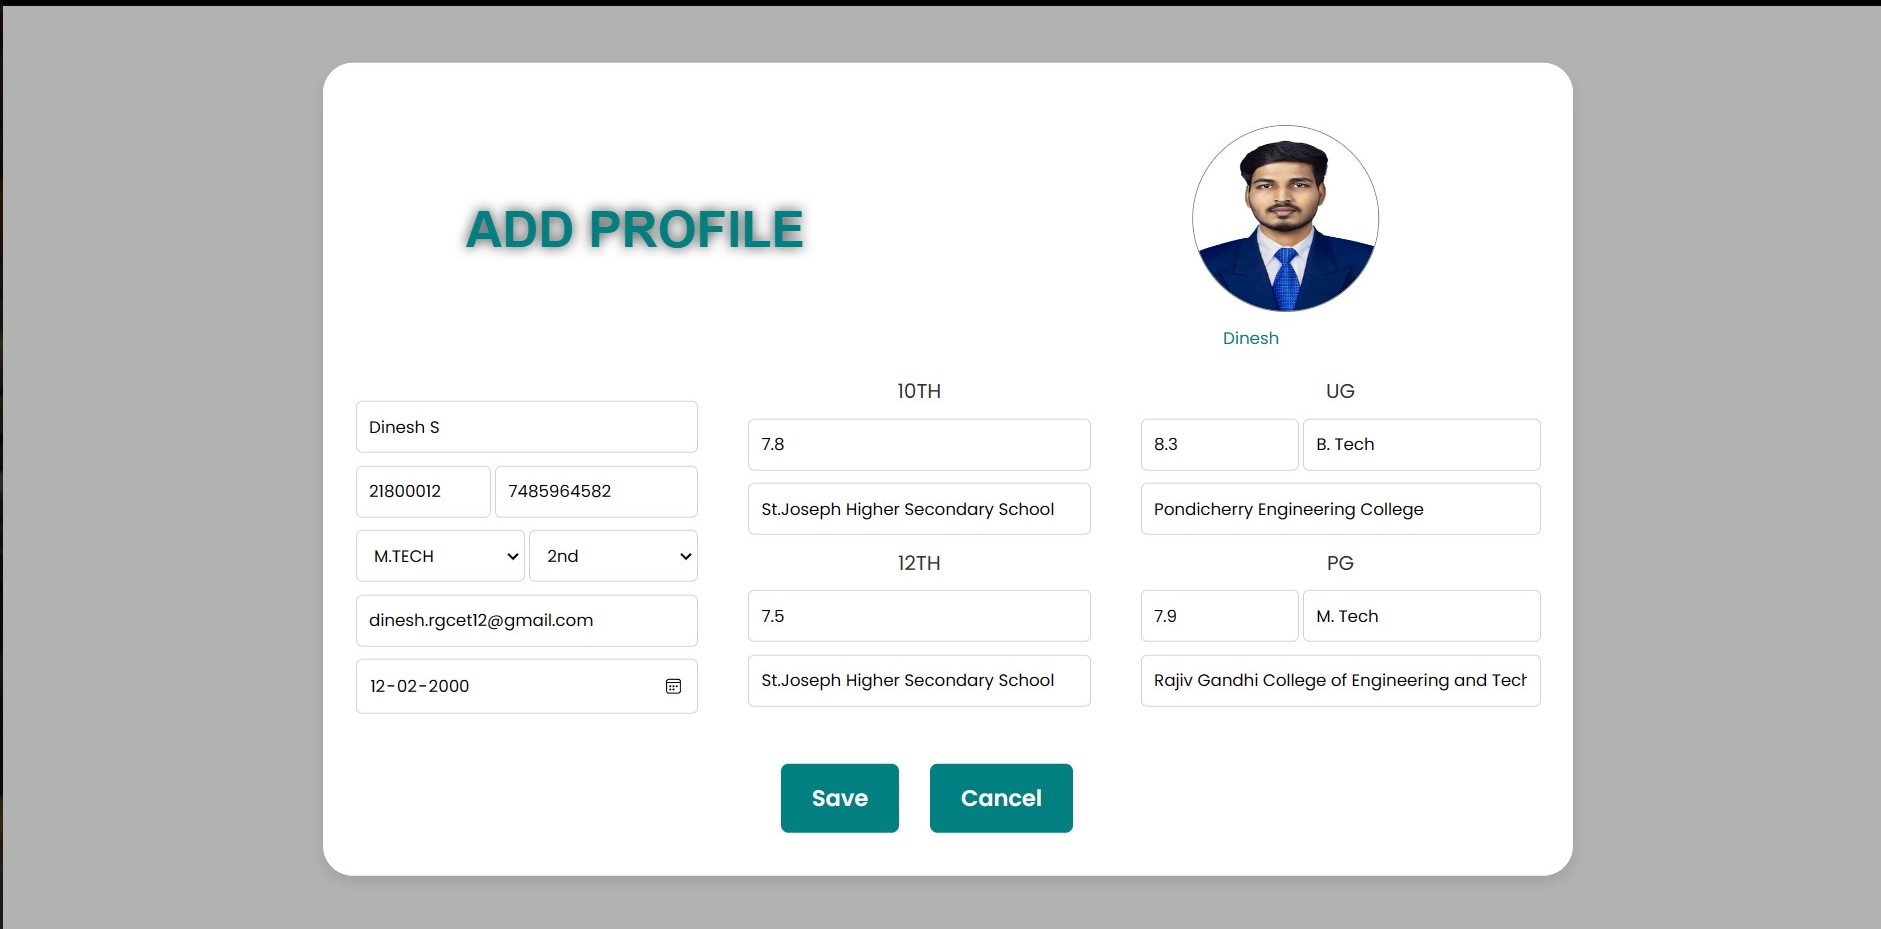 ADD PROFILE
Dinesh
Dinesh S
21800012 7485964582
M.TECH 2nd
dinesh.rgcet12@gmail.com
12-02-2000
10TH
7.8
St.Joseph Higher Secondary School
12TH
7.5
St.Joseph Higher Secondary School
UG
8.3 B. Tech
Pondicherry Engineering College
PG
7.9 M. Tech
Rajiv Gandhi College of Engineering and Tech
Save Cancel